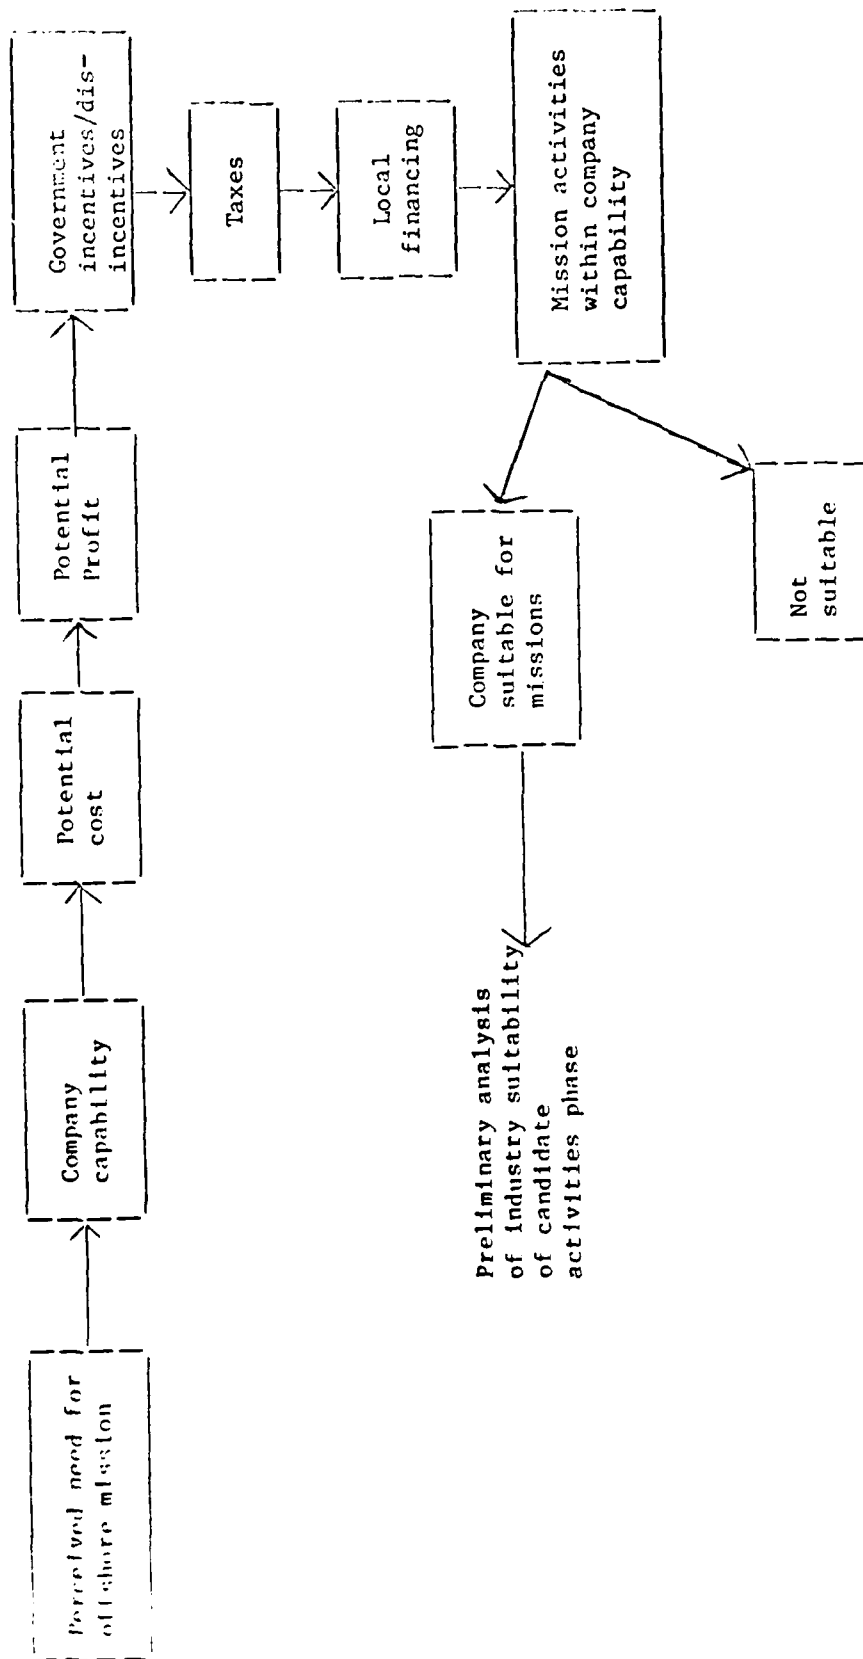 Perceived need for
offshore mission
Company
capability
Potential
cost
Potential
Profit
Government
incentives/dis-
incentives
Taxes
Local
financing
Mission activities
within company
capability
Company
suitable for
missions
Not
suitable
Preliminary analysis
of industry suitability
of candidate
activities phase